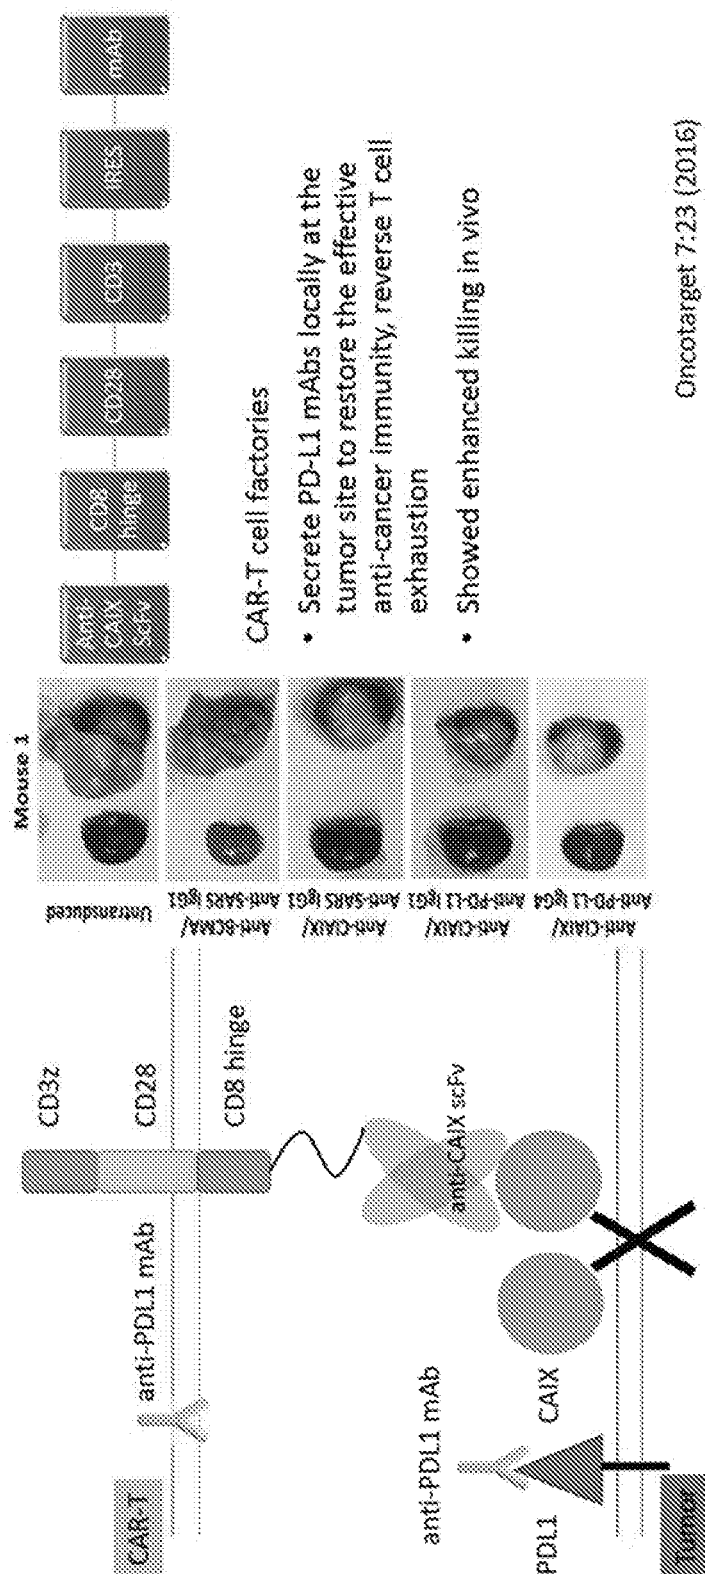 CAR-T
anti-PDL1 mAb
CD3z
CD28
CD8 hinge
anti-CAIX scFv
anti-PDL1 mAb
PDL1
CAIX
Tumor
Mouse 1
Untransduced
Anti-BCMA/
Anti-SARS IgG1
Anti-CIAIX/
Anti-SARS IgG1
Anti-CIAIX/
Anti-PD-L1 IgG1
Anti-CIAIX/
Anti-PD-L1 IgG4
Anti
CAIX
ScFv
CD8
hinge
CD28
CD3
IRES
mAb
CAR-T cell factories
• Secrete PD-L1 mAbs locally at the
tumor site to restore the effective
anti-cancer immunity, reverse T cell
exhaustion
• Showed enhanced killing in vivo
Oncotarget 7:23 (2016)